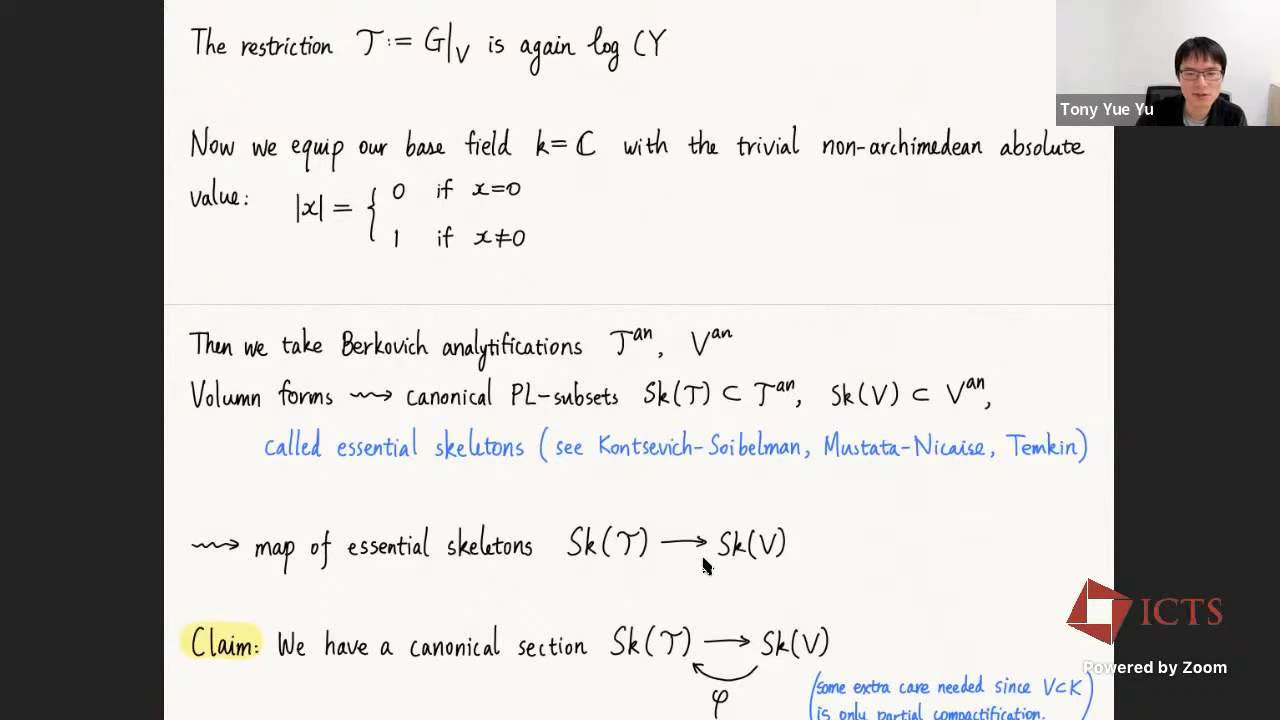 The restriction 𝒯 := G|_V is again log CY
Tony Yue Yu
Now we equip our base field k = ℂ with the trivial non-archimedean absolute
value: |x| = { 0 if x=0
1 if x≠0
Then we take Berkovich analytifications 𝒯^an, V^an
Volumn forms ⟿ canonical PL-subsets Sk(𝒯) ⊂ 𝒯^an, Sk(V) ⊂ V^an,
called essential skeletons (see Kontsevich-Soibelman, Mustata-Nicaise, Temkin)
⟿ map of essential skeletons Sk(𝒯) ⟶ Sk(V)
Claim: We have a canonical section Sk(𝒯) ⟶ Sk(V)
φ
(some extra care needed since V⊂K
is only partial compactification.)
ICTS
Powered by Zoom